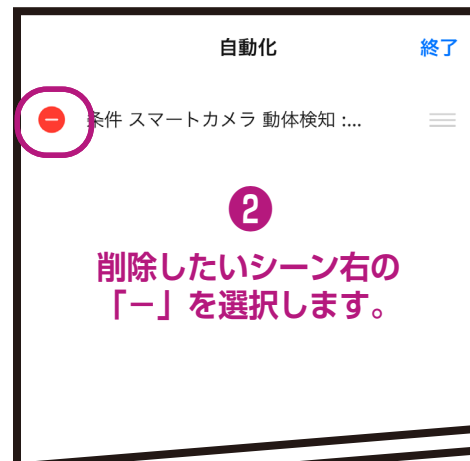 自動化 終了
条件 スマートカメラ 動体検知 :...
❷
削除したいシーン右の
「－」を選択します。